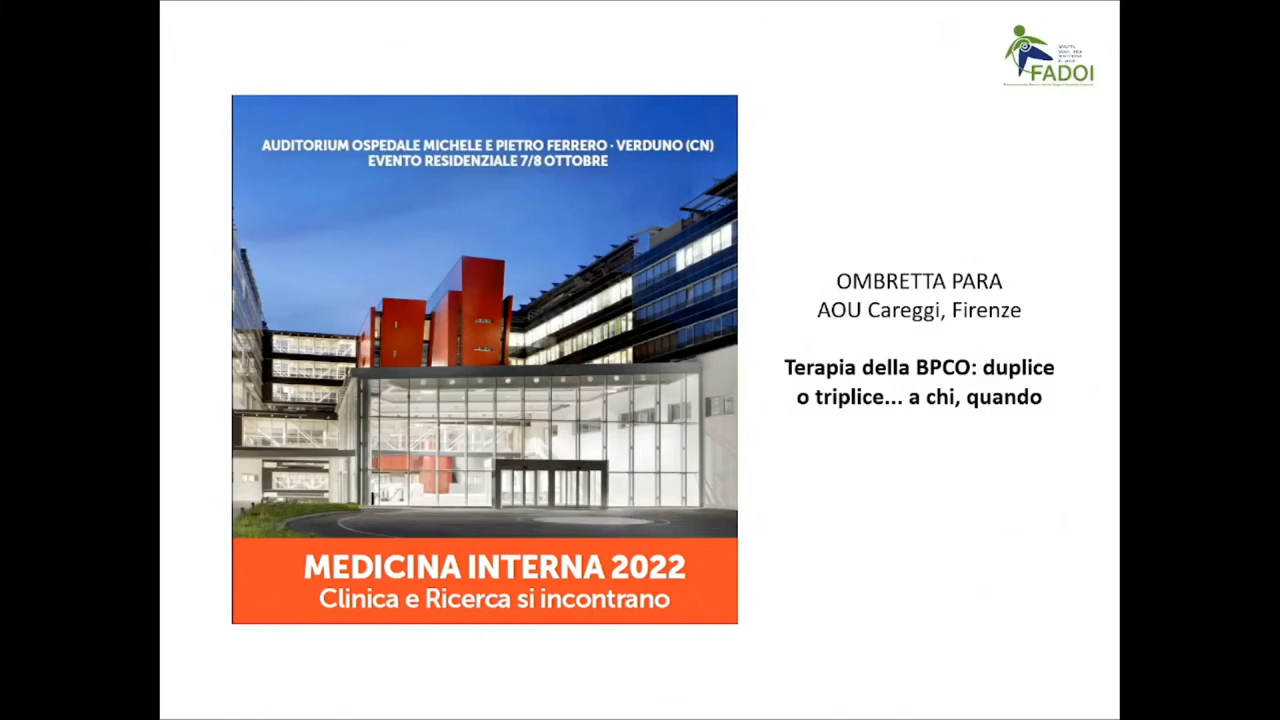 FADOI
AUDITORIUM OSPEDALE MICHELE E PIETRO FERRERO · VERDUNO (CN)
EVENTO RESIDENZIALE 7/8 OTTOBRE
OMBRETTA PARA
AOU Careggi, Firenze
Terapia della BPCO: duplice
o triplice... a chi, quando
MEDICINA INTERNA 2022
Clinica e Ricerca si incontrano